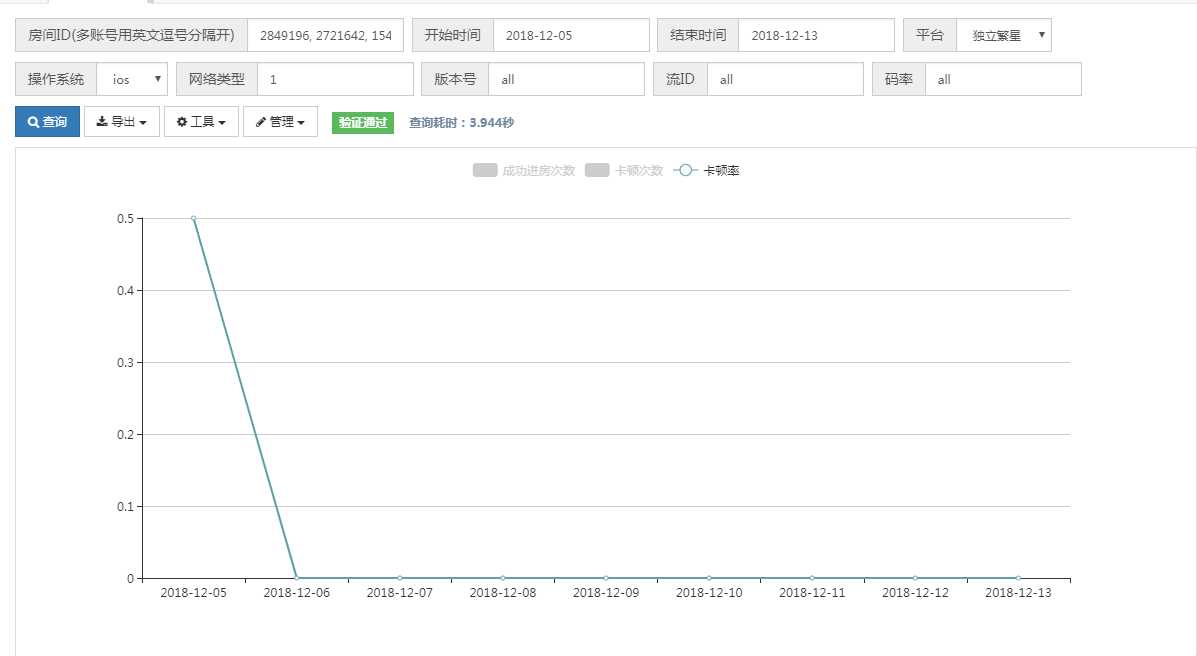 房间ID(多账号用英文逗号分隔开) 2849196, 2721642, 154 开始时间 2018-12-05 结束时间 2018-12-13 平台 独立繁星
操作系统 ios 网络类型 1 版本号 all 流ID all 码率 all
查询 导出 工具 管理 验证通过 查询耗时：3.944秒
成功进房次数 卡顿次数 卡顿率
0.5
0.4
0.3
0.2
0.1
0
2018-12-05 2018-12-06 2018-12-07 2018-12-08 2018-12-09 2018-12-10 2018-12-11 2018-12-12 2018-12-13